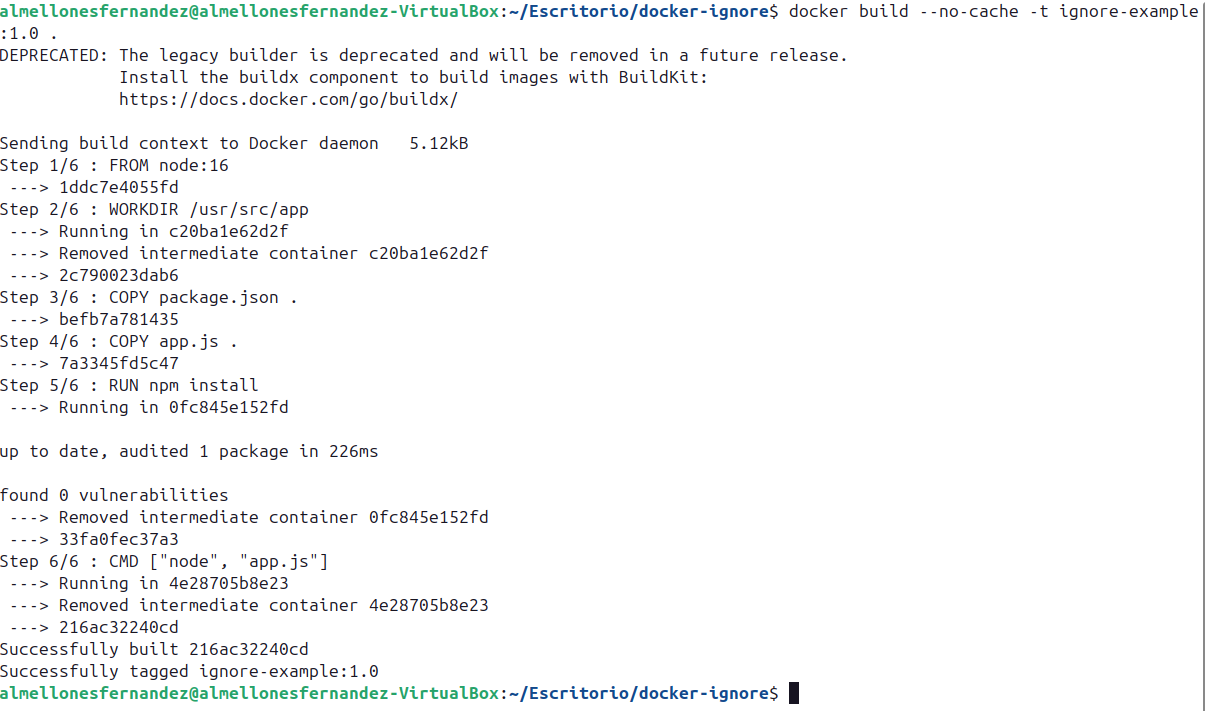 almellonesfernandez@almellonesfernandez-VirtualBox:~/Escritorio/docker-ignore$ docker build --no-cache -t ignore-example
:1.0 .
DEPRECATED: The legacy builder is deprecated and will be removed in a future release.
            Install the buildx component to build images with BuildKit:
            https://docs.docker.com/go/buildx/

Sending build context to Docker daemon   5.12kB
Step 1/6 : FROM node:16
 ---> 1ddc7e4055fd
Step 2/6 : WORKDIR /usr/src/app
 ---> Running in c20ba1e62d2f
 ---> Removed intermediate container c20ba1e62d2f
 ---> 2c790023dab6
Step 3/6 : COPY package.json .
 ---> befb7a781435
Step 4/6 : COPY app.js .
 ---> 7a3345fd5c47
Step 5/6 : RUN npm install
 ---> Running in 0fc845e152fd

up to date, audited 1 package in 226ms

found 0 vulnerabilities
 ---> Removed intermediate container 0fc845e152fd
 ---> 33fa0fec37a3
Step 6/6 : CMD ["node", "app.js"]
 ---> Running in 4e28705b8e23
 ---> Removed intermediate container 4e28705b8e23
 ---> 216ac32240cd
Successfully built 216ac32240cd
Successfully tagged ignore-example:1.0
almellonesfernandez@almellonesfernandez-VirtualBox:~/Escritorio/docker-ignore$